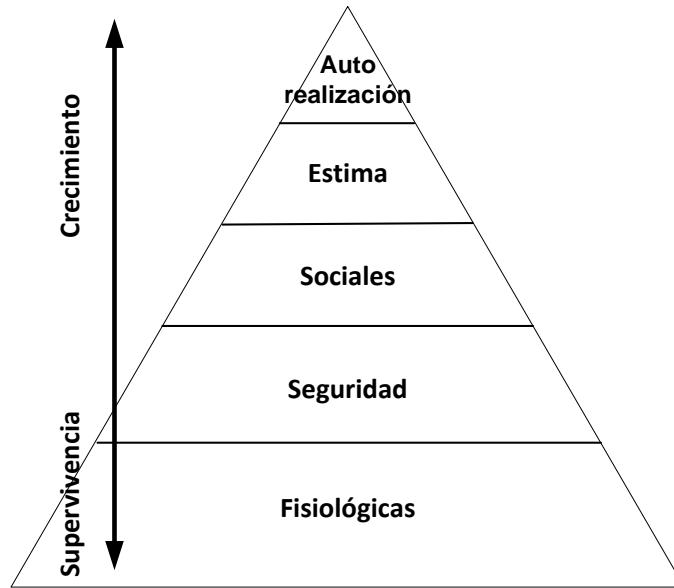 Auto
realización
Estima
Sociales
Seguridad
Fisiológicas
Crecimiento
Supervivencia